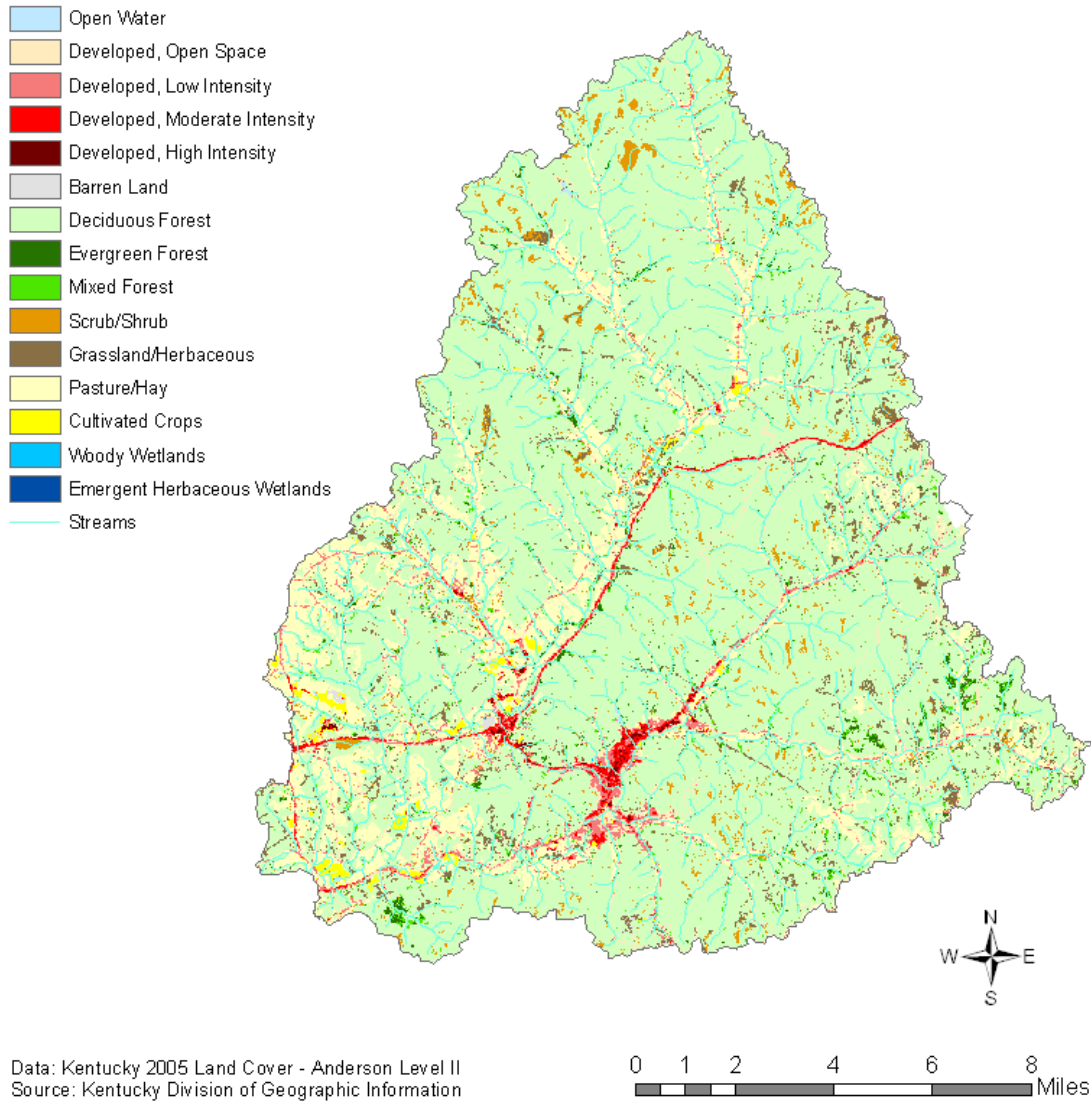 Open Water
Developed, Open Space
Developed, Low Intensity
Developed, Moderate Intensity
Developed, High Intensity
Barren Land
Deciduous Forest
Evergreen Forest
Mixed Forest
Scrub/Shrub
Grassland/Herbaceous
Pasture/Hay
Cultivated Crops
Woody Wetlands
Emergent Herbaceous Wetlands
Streams
N
W E
S
Data: Kentucky 2005 Land Cover - Anderson Level II
Source: Kentucky Division of Geographic Information
0 1 2 4 6 8
Miles